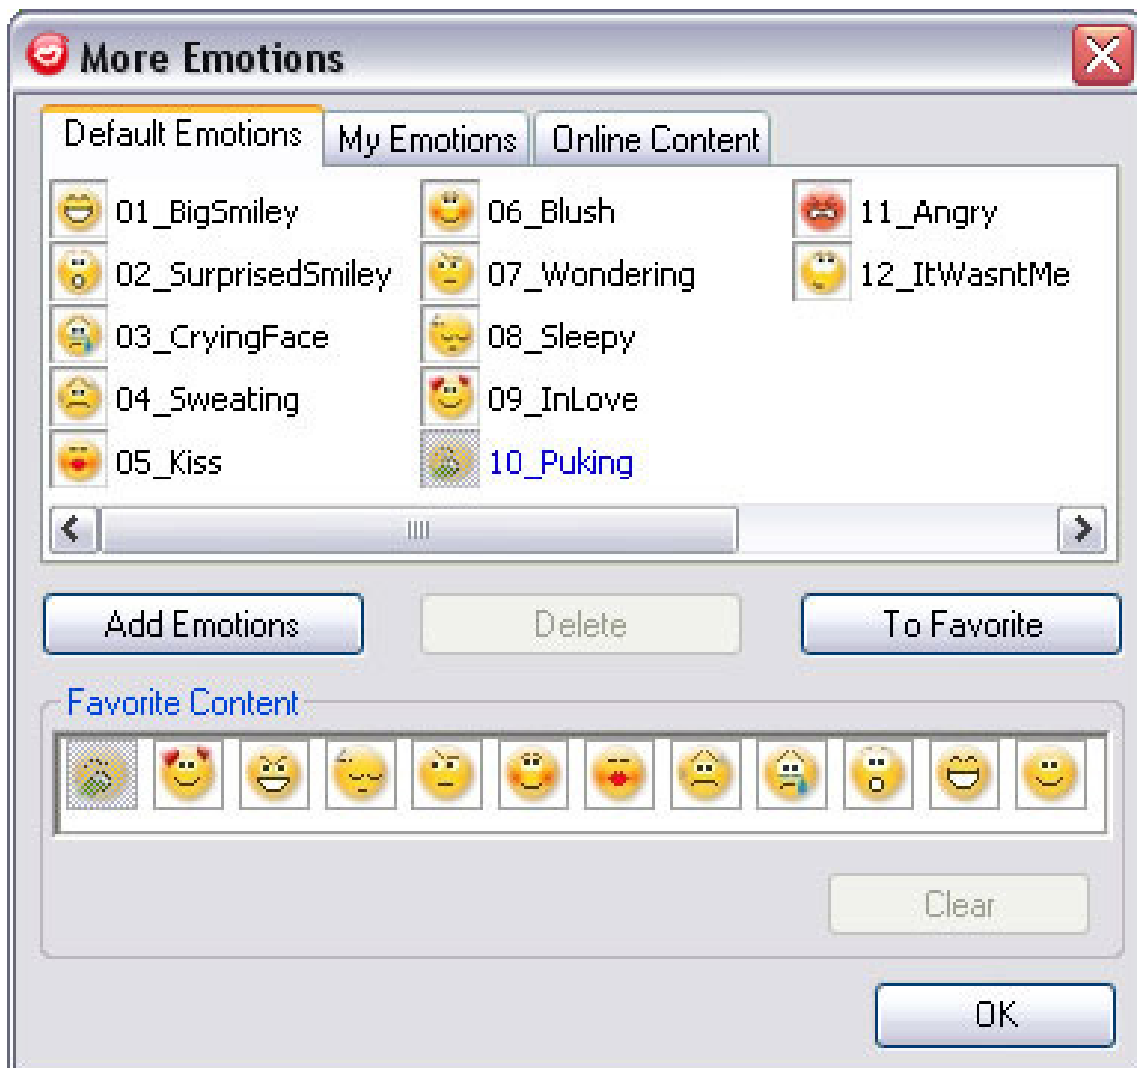 More Emotions
Default Emotions My Emotions Online Content
01_BigSmiley 06_Blush 11_Angry
02_SurprisedSmiley 07_Wondering 12_ItWasntMe
03_CryingFace 08_Sleepy
04_Sweating 09_InLove
05_Kiss 10_Puking
Add Emotions Delete To Favorite
Favorite Content
Clear
OK